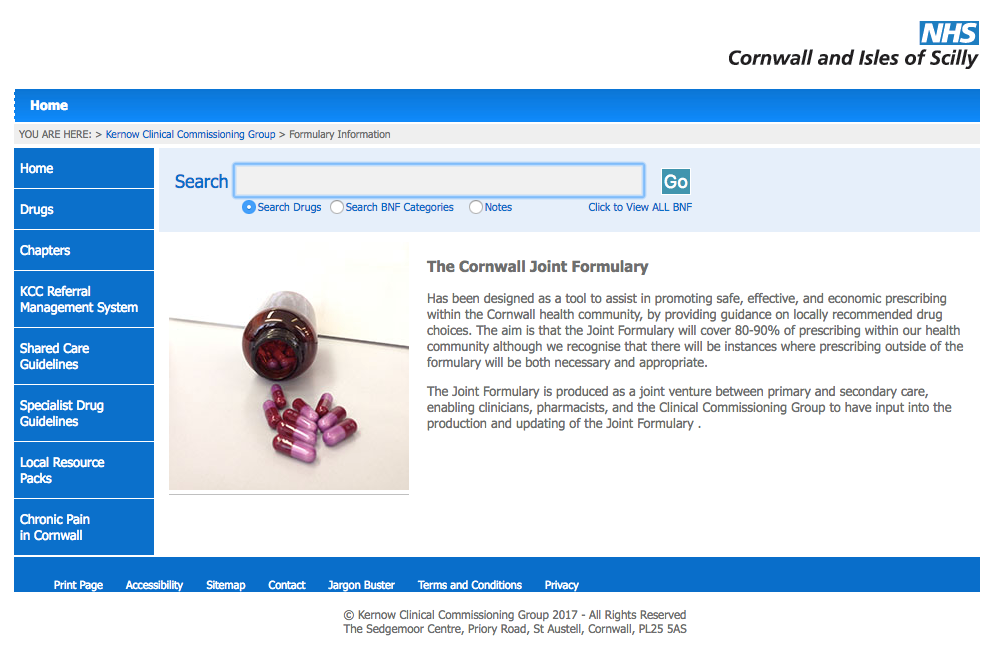 NHS
Cornwall and Isles of Scilly
Home
YOU ARE HERE: > Kernow Clinical Commissioning Group > Formulary Information
Home
Drugs
Chapters
KCC Referral
Management System
Shared Care
Guidelines
Specialist Drug
Guidelines
Local Resource
Packs
Chronic Pain
in Cornwall
Search Go
Search Drugs Search BNF Categories Notes Click to View ALL BNF
The Cornwall Joint Formulary
Has been designed as a tool to assist in promoting safe, effective, and economic prescribing
within the Cornwall health community, by providing guidance on locally recommended drug
choices. The aim is that the Joint Formulary will cover 80-90% of prescribing within our health
community although we recognise that there will be instances where prescribing outside of the
formulary will be both necessary and appropriate.
The Joint Formulary is produced as a joint venture between primary and secondary care,
enabling clinicians, pharmacists, and the Clinical Commissioning Group to have input into the
production and updating of the Joint Formulary .
Print Page Accessibility Sitemap Contact Jargon Buster Terms and Conditions Privacy
© Kernow Clinical Commissioning Group 2017 - All Rights Reserved
The Sedgemoor Centre, Priory Road, St Austell, Cornwall, PL25 5AS